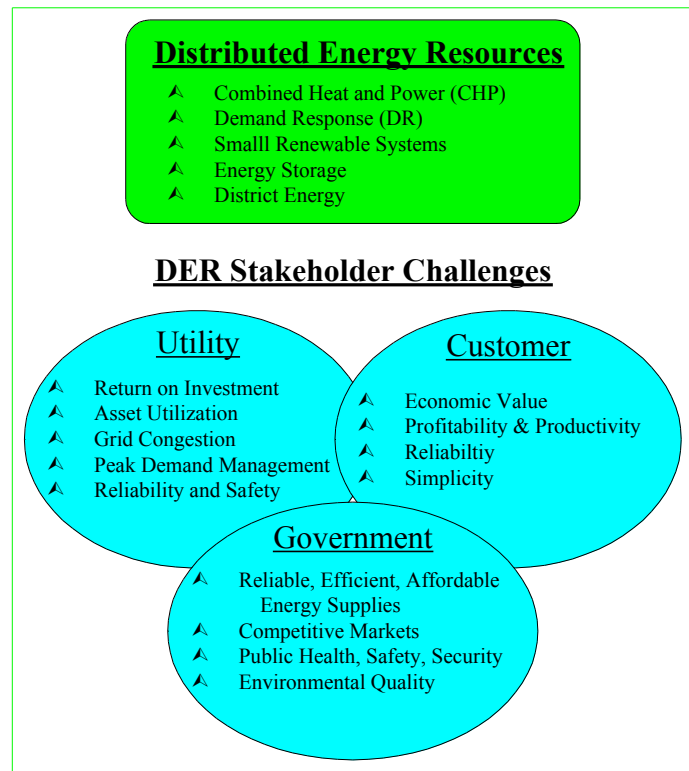 Distributed Energy Resources
Combined Heat and Power (CHP)
Demand Response (DR)
Smalll Renewable Systems
Energy Storage
District Energy
DER Stakeholder Challenges
Utility
Return on Investment
Asset Utilization
Grid Congestion
Peak Demand Management
Reliability and Safety
Customer
Economic Value
Profitability & Productivity
Reliabiltiy
Simplicity
Government
Reliable, Efficient, Affordable
Energy Supplies
Competitive Markets
Public Health, Safety, Security
Environmental Quality